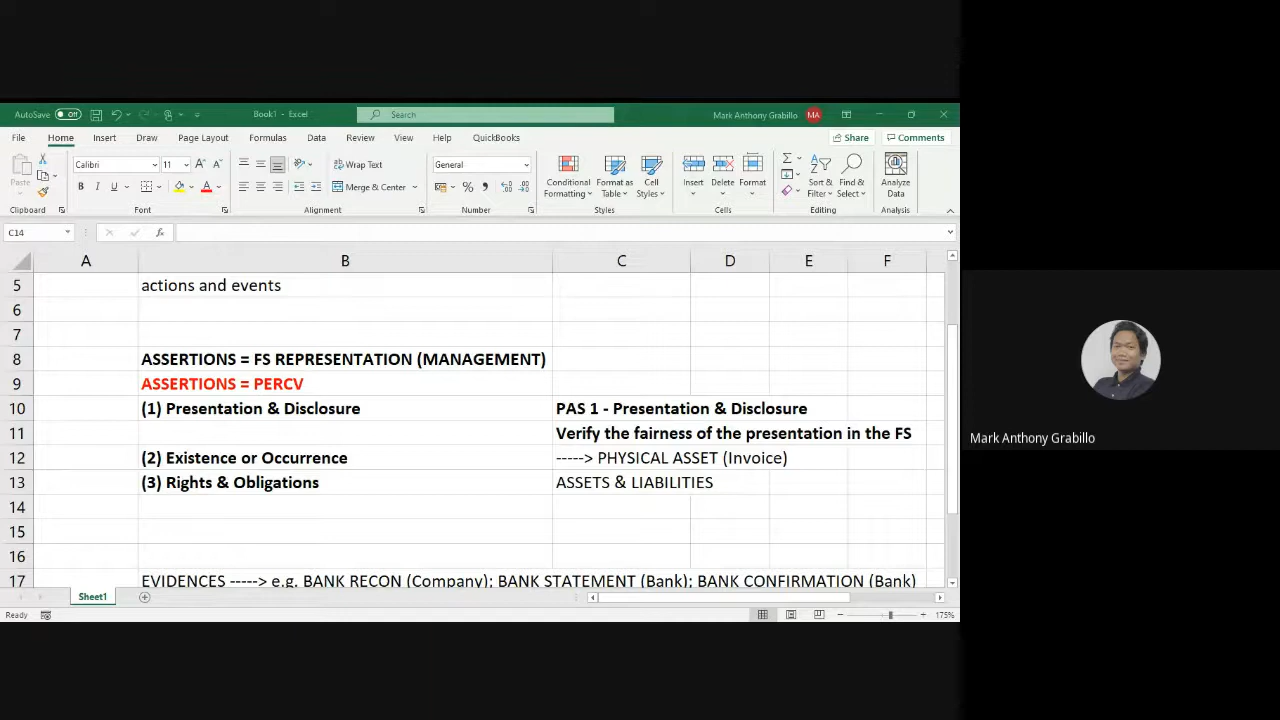 AutoSave Off Book1 - Excel Search Mark Anthony Grabillo MA
File Home Insert Draw Page Layout Formulas Data Review View Help QuickBooks Share Comments
Paste Calibri 11 A A Wrap Text General Conditional Formatting Format as Table Cell Styles Insert Delete Format Sort & Filter Find & Select Analyze Data
B I U A Merge & Center % 9
Clipboard Font Alignment Number Styles Cells Editing Analysis
C14 fx
A B C D E F
5 actions and events
6
7
8 ASSERTIONS = FS REPRESENTATION (MANAGEMENT)
9 ASSERTIONS = PERCV
10 (1) Presentation & Disclosure PAS 1 - Presentation & Disclosure
11 Verify the fairness of the presentation in the FS
12 (2) Existence or Occurrence -----> PHYSICAL ASSET (Invoice)
13 (3) Rights & Obligations ASSETS & LIABILITIES
14
15
16
17 EVIDENCES -----> e.g. BANK RECON (Company); BANK STATEMENT (Bank); BANK CONFIRMATION (Bank)
Sheet1
Ready 175%
Mark Anthony Grabillo